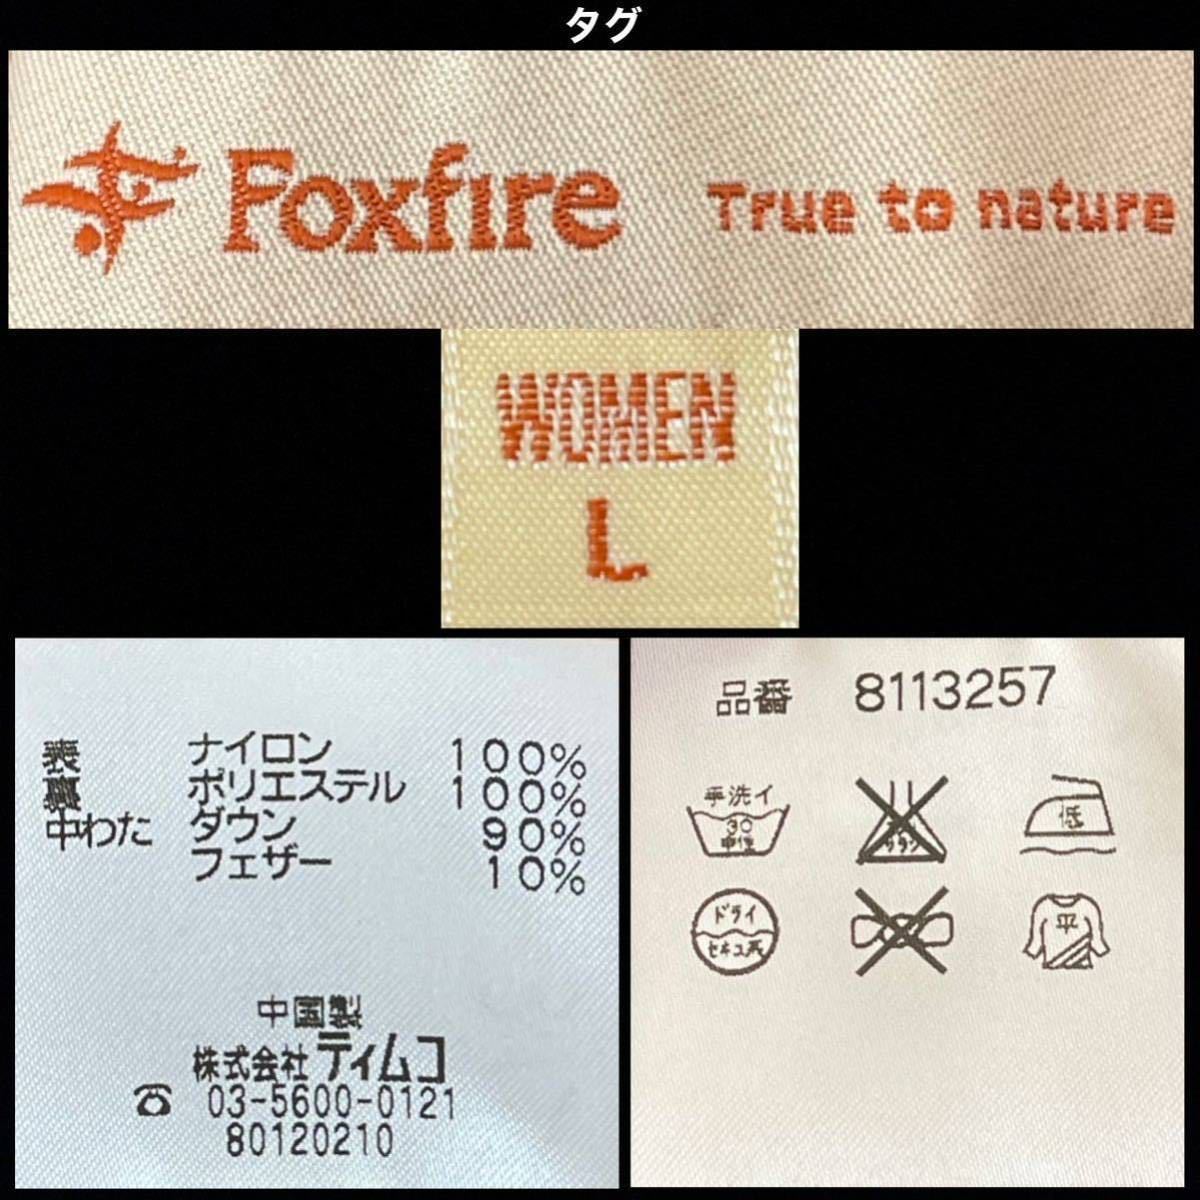 タグ
Foxfire True to nature
WOMEN
L
表 ナイロン 100%
裏 ポリエステル 100%
中わた ダウン 90%
フェザー 10%
中国製
株式会社ティムコ
☎ 03-5600-0121
80120210
品番 8113257
手洗イ
30
中性
サラシ
低
ドライ
セキユ系
平